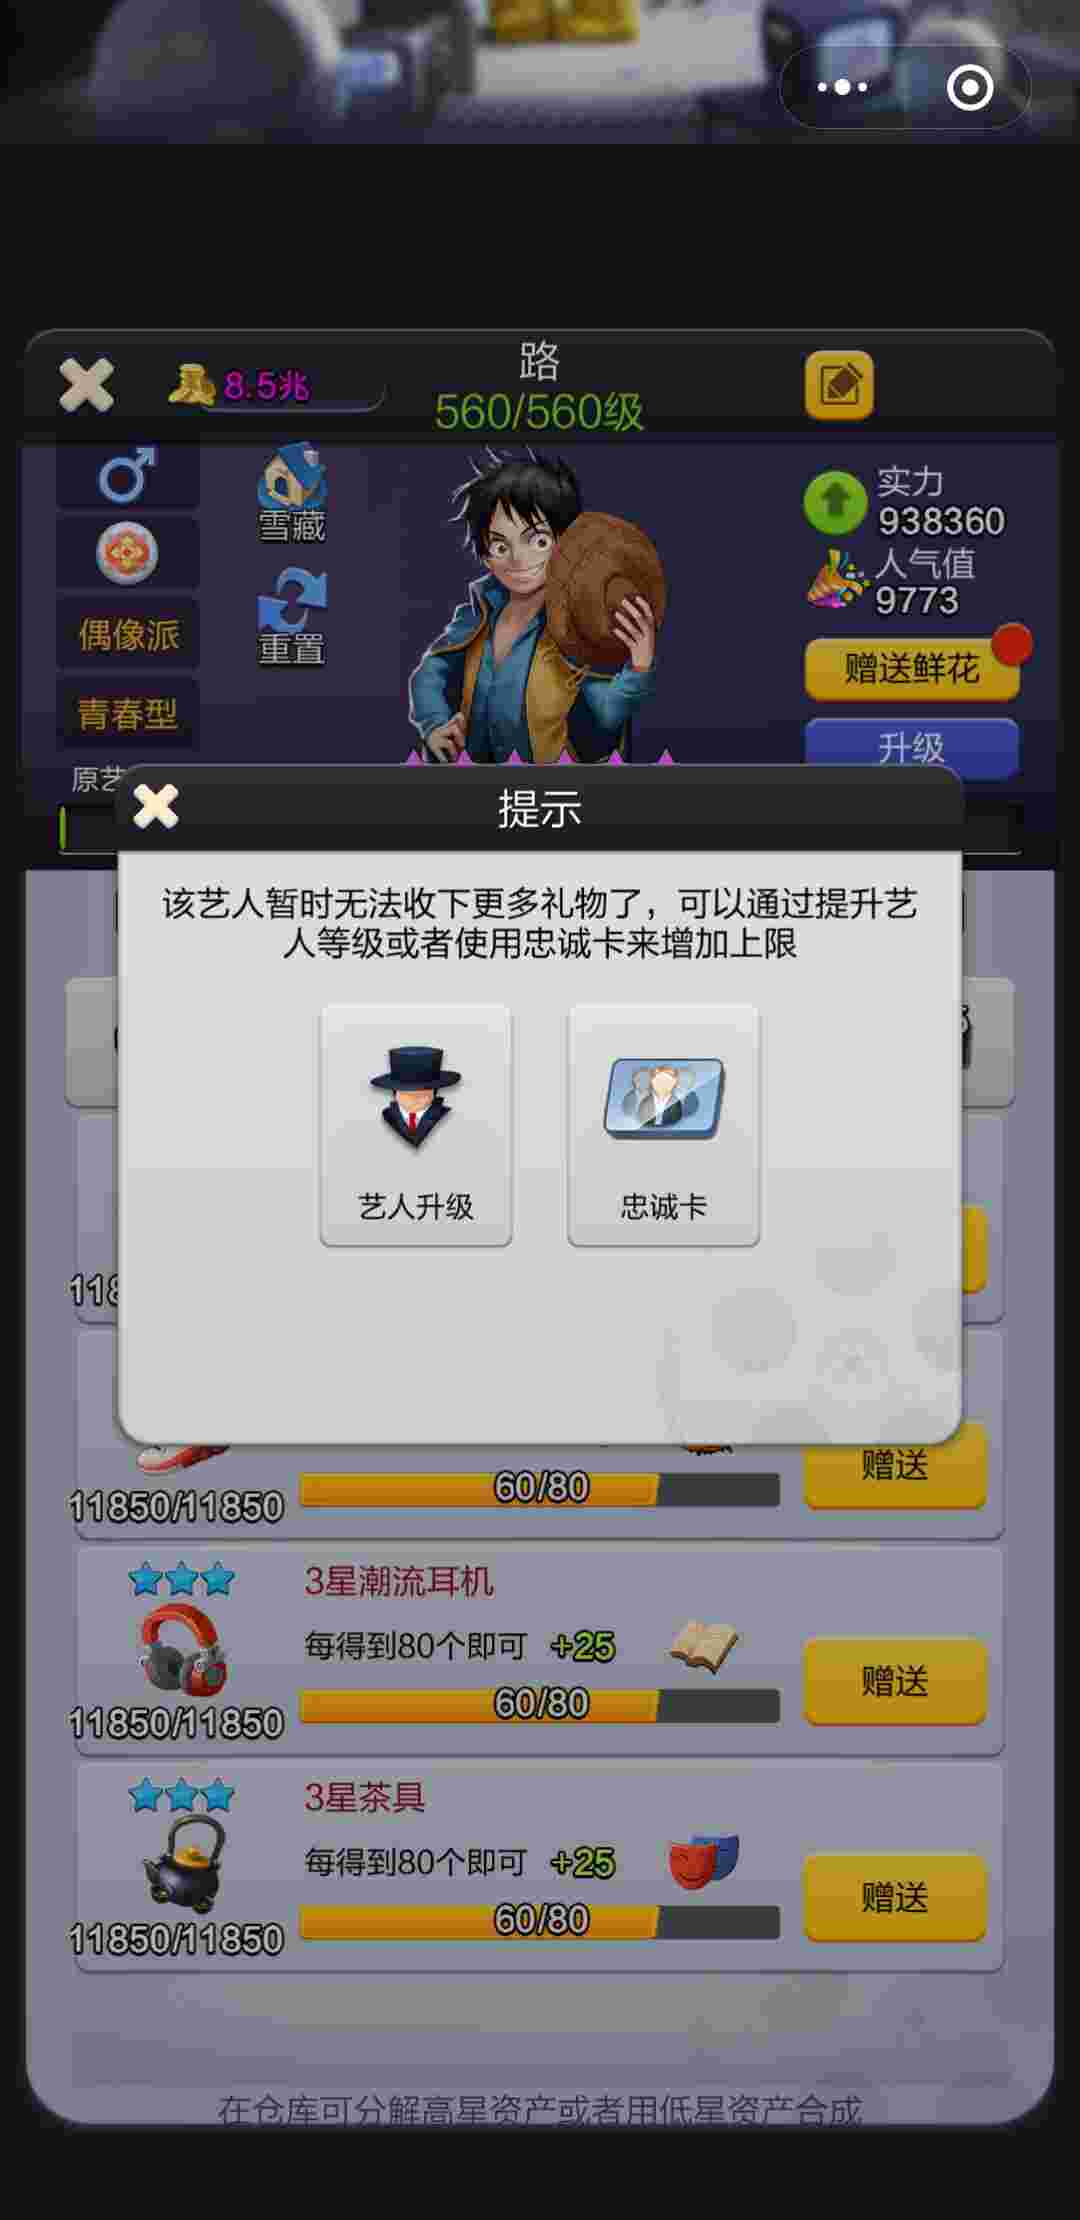 路
8.5兆
560/560级
实力
938360
雪藏
人气值
9773
偶像派
重置
赠送鲜花
青春型
升级
原艺
提示
该艺人暂时无法收下更多礼物了，可以通过提升艺
人等级或者使用忠诚卡来增加上限
艺人升级
忠诚卡
118
60/80
赠送
11850/11850
3星潮流耳机
每得到80个即可 +25
赠送
60/80
11850/11850
3星茶具
每得到80个即可 +25
赠送
60/80
11850/11850
在仓库可分解高星资产或者用低星资产合成